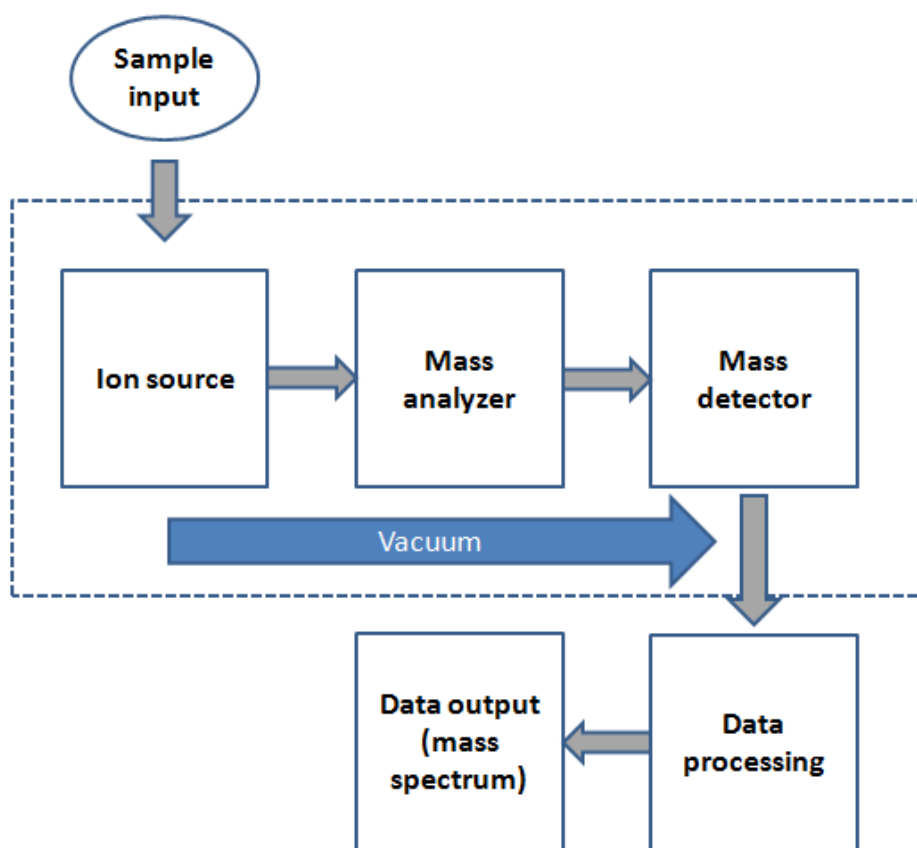 Sample
input
Ion source
Mass
analyzer
Mass
detector
Vacuum
Data output
(mass
spectrum)
Data
processing